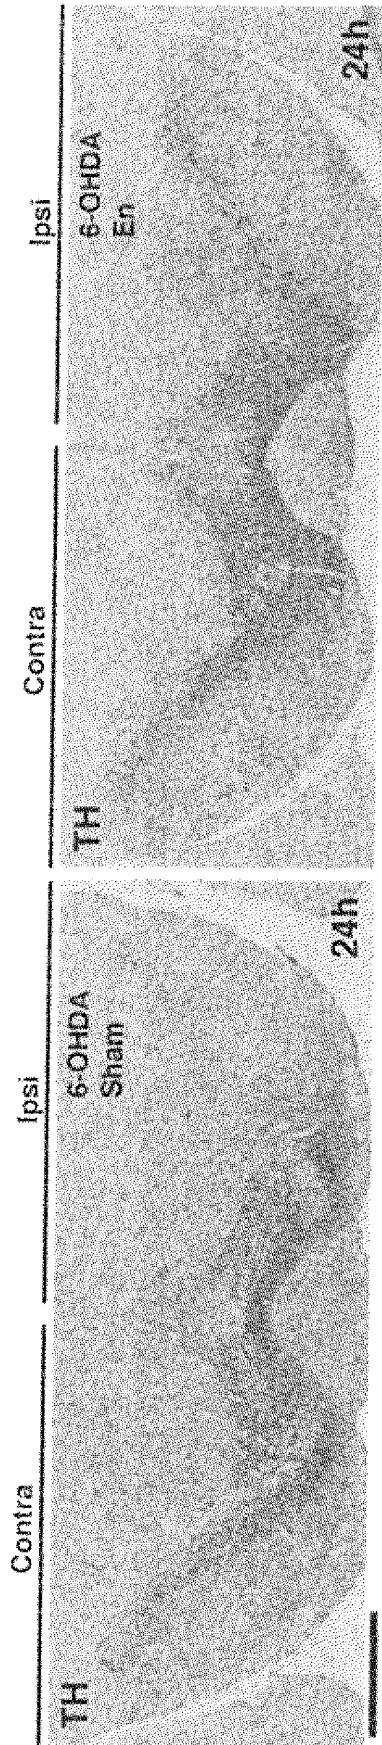 Contra
Ipsi
TH
6-OHDA
Sham
24h
Contra
Ipsi
TH
6-OHDA
En
24h